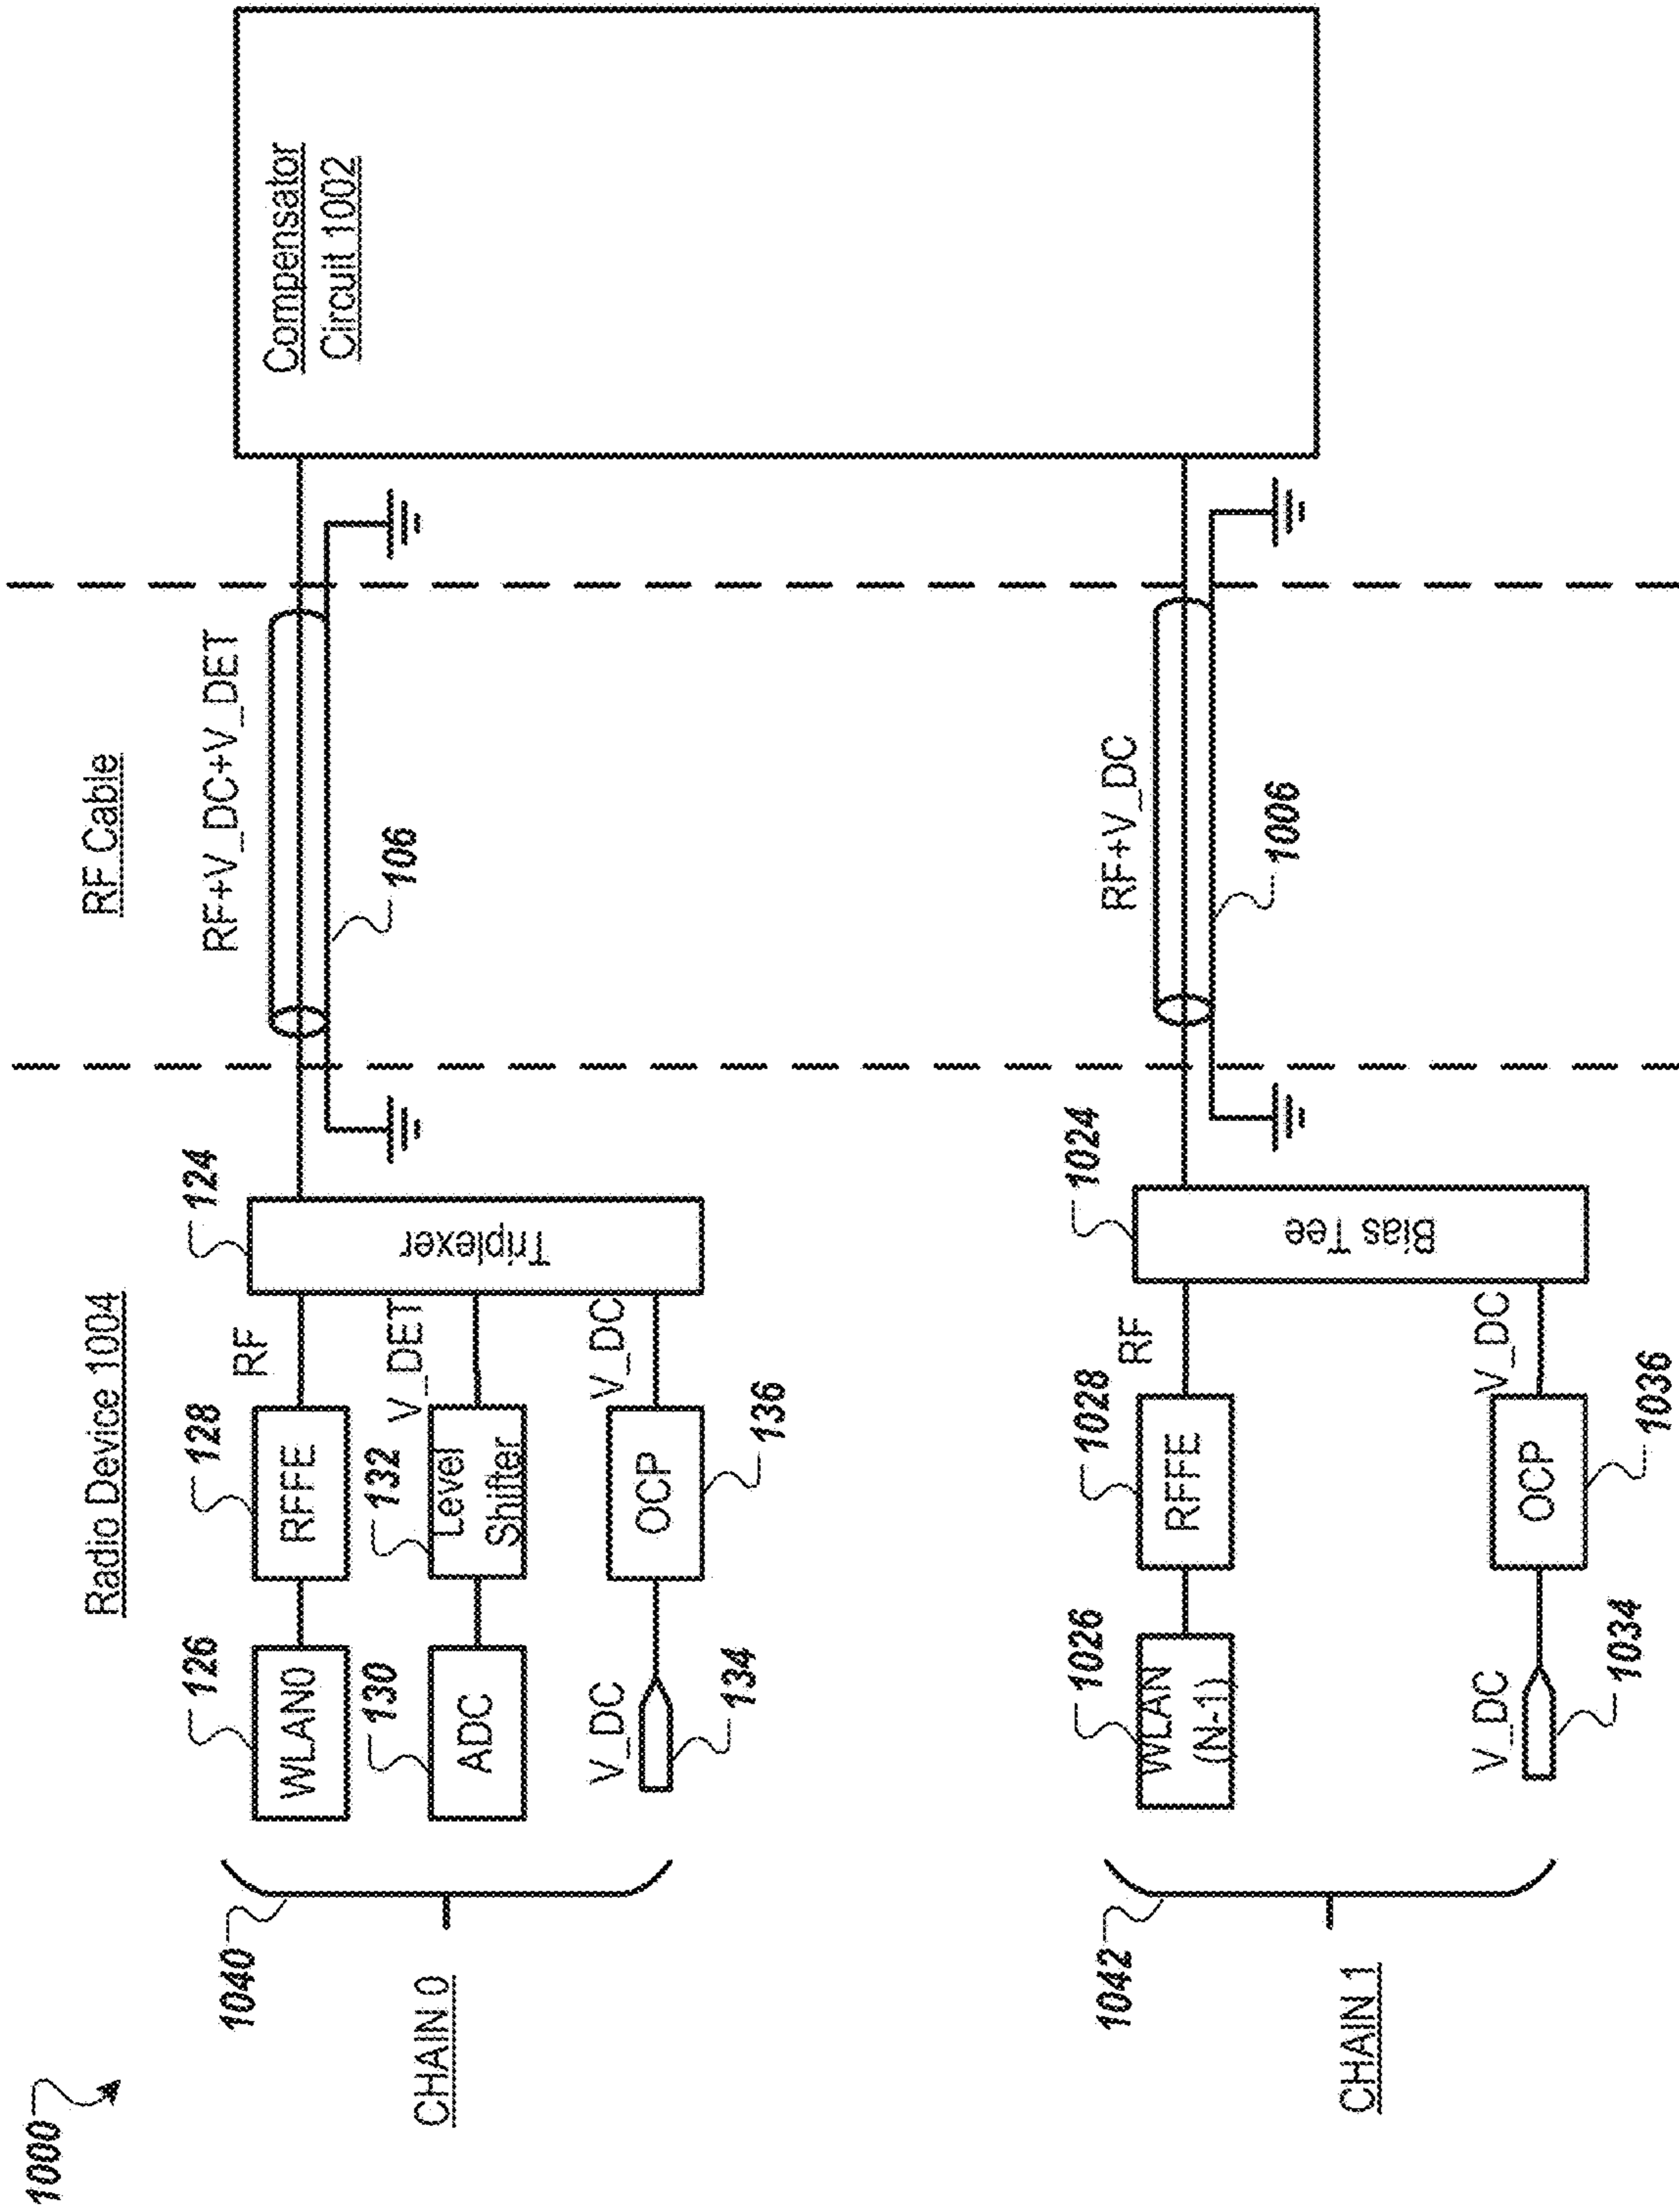 1000
Radio Device 1004
RF Cable
Compensator
Circuit 1002
1040
CHAIN 0
126
WLAN0
128
RFFE
RF
124
Triplexer
RF+V_DC+V_DET
106
130
ADC
132
Level
Shifter
V_DET
V_DC
134
OCP
136
V_DC
1042
CHAIN 1
1026
WLAN
(N-1)
1028
RFFE
RF
1024
Bias Tee
RF+V_DC
1006
V_DC
1034
OCP
1036
V_DC